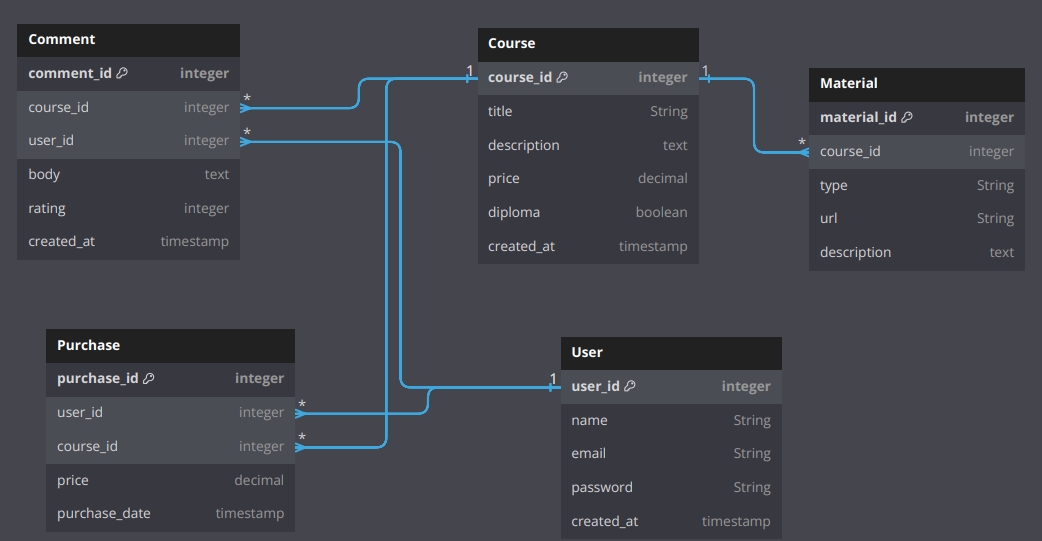 Comment
comment_id integer
course_id integer
user_id integer
body text
rating integer
created_at timestamp
Course
course_id integer
title String
description text
price decimal
diploma boolean
created_at timestamp
Material
material_id integer
course_id integer
type String
url String
description text
Purchase
purchase_id integer
user_id integer
course_id integer
price decimal
purchase_date timestamp
User
user_id integer
name String
email String
password String
created_at timestamp
*
*
1
1
*
*
*
1